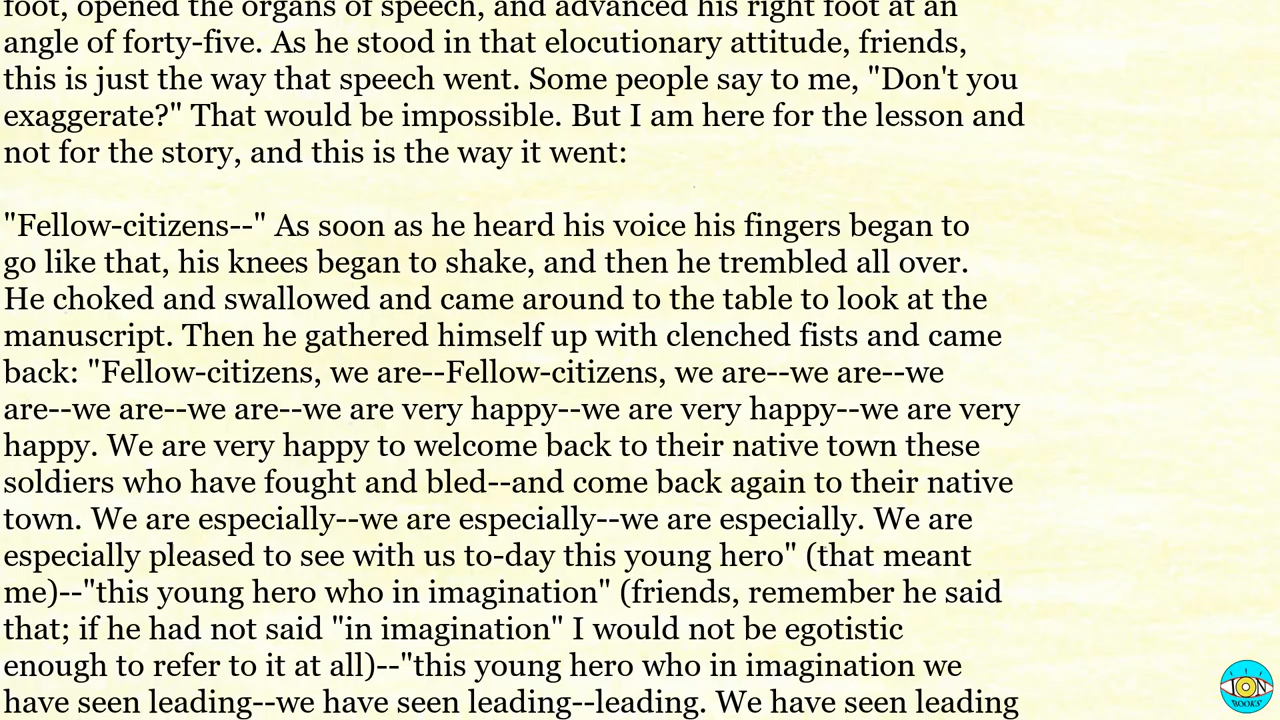 foot, opened the organs of speech, and advanced his right foot at an
angle of forty-five. As he stood in that elocutionary attitude, friends,
this is just the way that speech went. Some people say to me, "Don't you
exaggerate?" That would be impossible. But I am here for the lesson and
not for the story, and this is the way it went:
"Fellow-citizens--" As soon as he heard his voice his fingers began to
go like that, his knees began to shake, and then he trembled all over.
He choked and swallowed and came around to the table to look at the
manuscript. Then he gathered himself up with clenched fists and came
back: "Fellow-citizens, we are--Fellow-citizens, we are--we are--we
are--we are--we are--we are very happy--we are very happy--we are very
happy. We are very happy to welcome back to their native town these
soldiers who have fought and bled--and come back again to their native
town. We are especially--we are especially--we are especially. We are
especially pleased to see with us to-day this young hero" (that meant
me)--"this young hero who in imagination" (friends, remember he said
that; if he had not said "in imagination" I would not be egotistic
enough to refer to it at all)--"this young hero who in imagination we
have seen leading--we have seen leading--leading. We have seen leading
ION
BOOKS